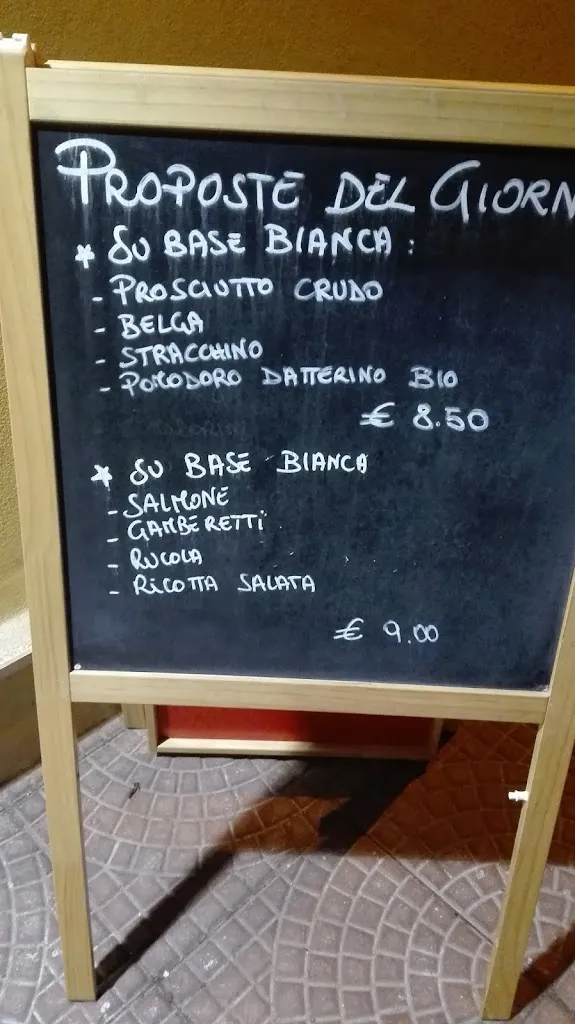 PROPOSTE DEL GIORN
* SU BASE BIANCA :
- PROSCIUTTO CRUDO
- BELGA
- STRACCHINO
- POMODORO DATTERINO BIO
€ 8.50
* SU BASE BIANCA
- SALMONE
- GAMBERETTI
- RUCOLA
- RICOTTA SALATA
€ 9.00